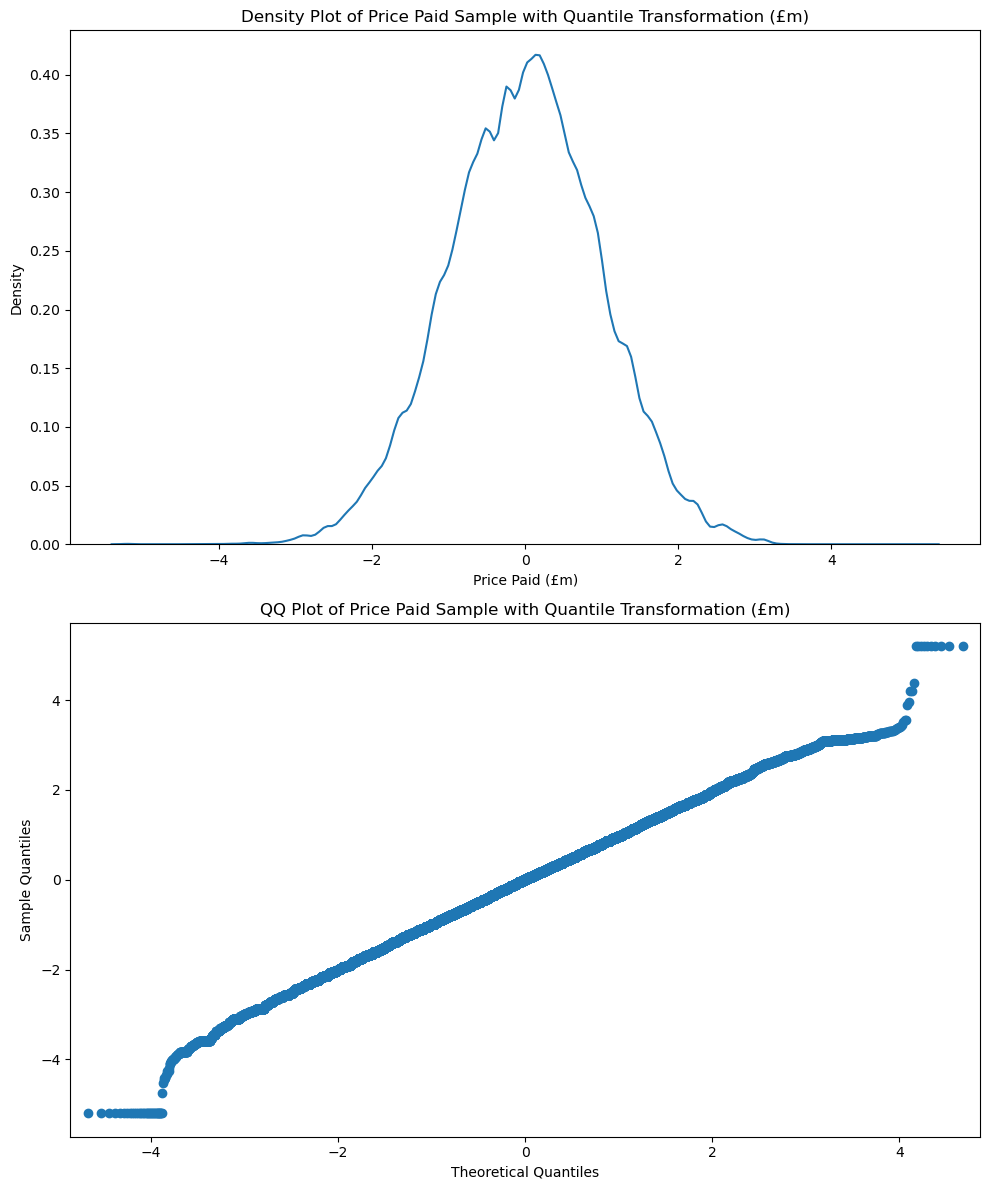 Density Plot of Price Paid Sample with Quantile Transformation (£m)
0.40
0.35
0.30
0.25
0.20
0.15
0.10
0.05
0.00
Density
−4 −2 0 2 4
Price Paid (£m)
QQ Plot of Price Paid Sample with Quantile Transformation (£m)
4
2
0
−2
−4
Sample Quantiles
−4 −2 0 2 4
Theoretical Quantiles